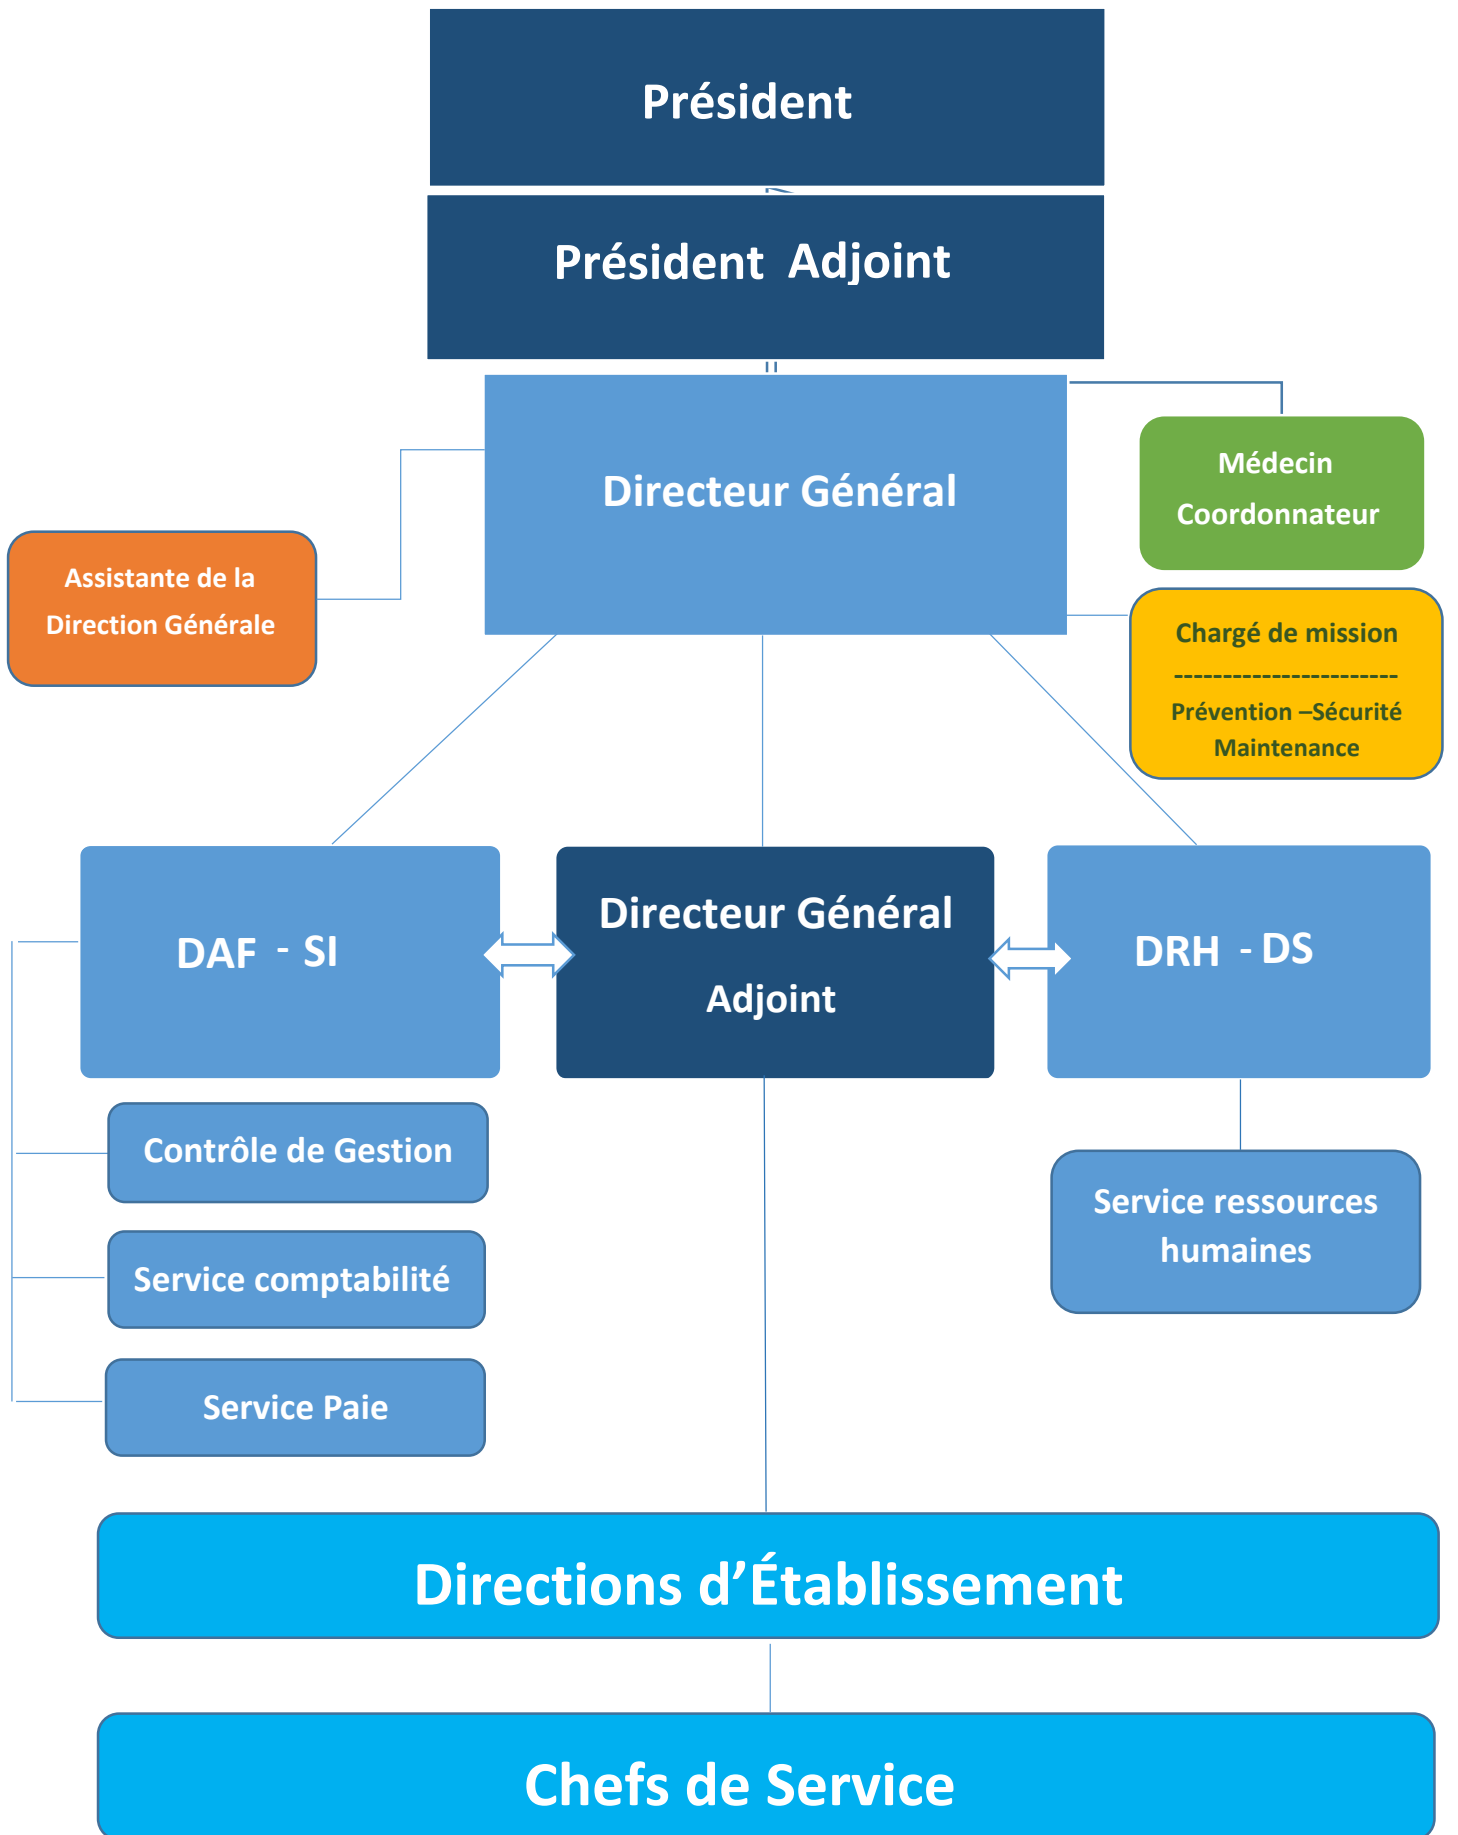 Président
Président Adjoint
Directeur Général
Médecin
Coordonnateur
Assistante de la
Direction Générale
Chargé de mission
-----------------------
Prévention –Sécurité
Maintenance
DAF - SI
Directeur Général
Adjoint
DRH - DS
Contrôle de Gestion
Service comptabilité
Service Paie
Service ressources
humaines
Directions d’Établissement
Chefs de Service